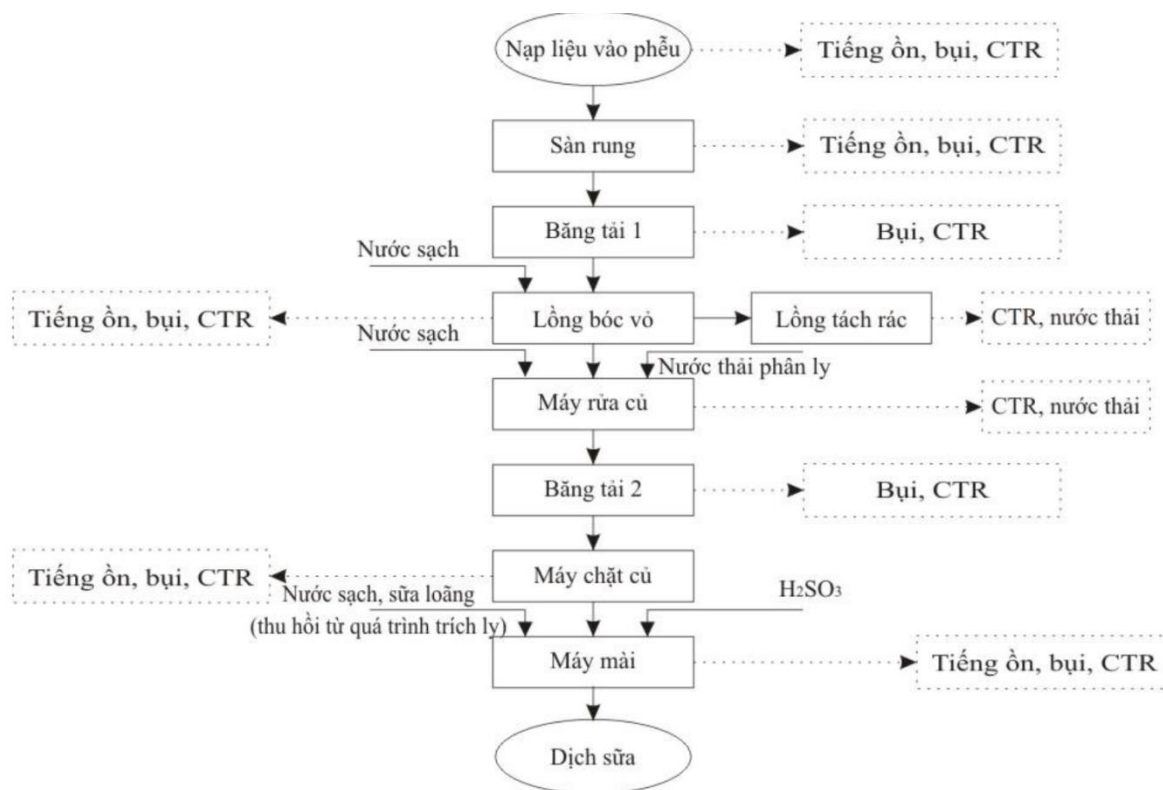 Nạp liệu vào phễu
Tiếng ồn, bụi, CTR
Sàn rung
Tiếng ồn, bụi, CTR
Băng tải 1
Bụi, CTR
Nước sạch
Tiếng ồn, bụi, CTR
Lồng bóc vỏ
Lồng tách rác
CTR, nước thải
Nước sạch
Nước thải phân ly
Máy rửa củ
CTR, nước thải
Băng tải 2
Bụi, CTR
Tiếng ồn, bụi, CTR
Máy chặt củ
Nước sạch, sữa loãng
(thu hồi từ quá trình trích ly)
H₂SO₃
Máy mài
Tiếng ồn, bụi, CTR
Dịch sữa